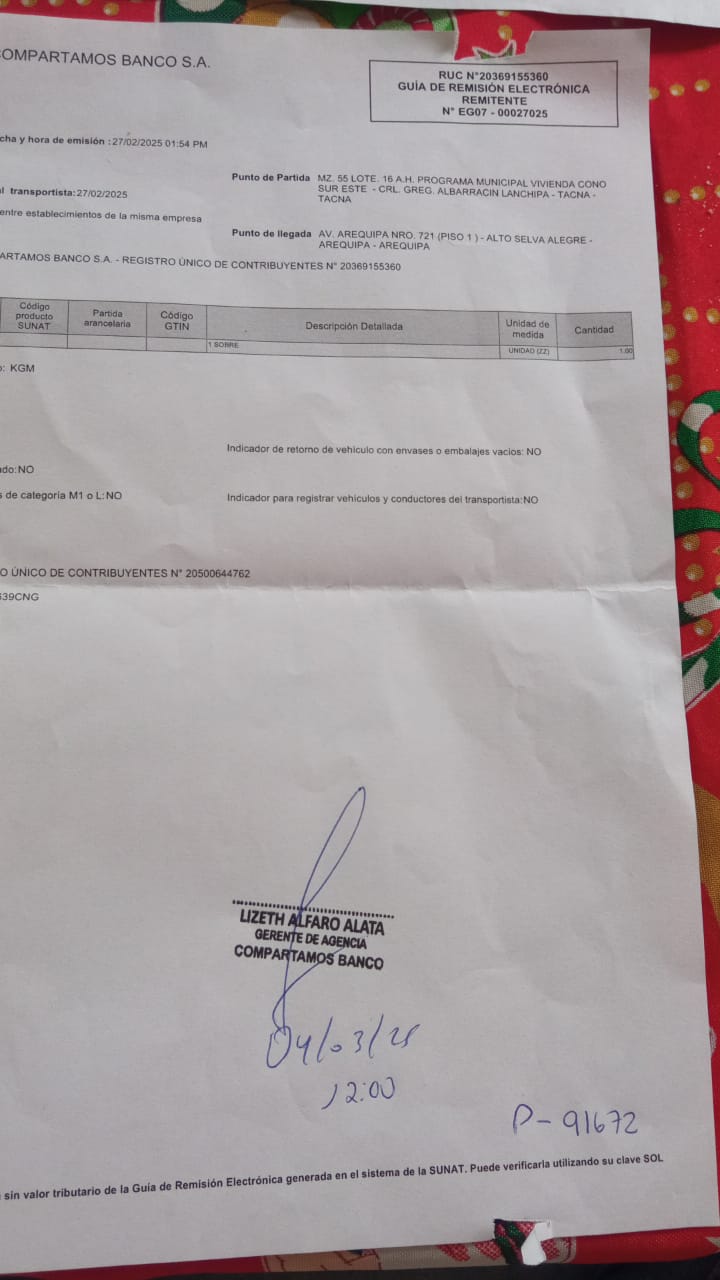 COMPARTAMOS BANCO S.A.
RUC N°20369155360
GUÍA DE REMISIÓN ELECTRÓNICA
REMITENTE
N° EG07 - 00027025
cha y hora de emisión :27/02/2025 01:54 PM
Punto de Partida MZ. 55 LOTE. 16 A.H. PROGRAMA MUNICIPAL VIVIENDA CONO
SUR ESTE - CRL. GREG. ALBARRACIN LANCHIPA - TACNA -
TACNA
l transportista:27/02/2025
entre establecimientos de la misma empresa
Punto de llegada AV. AREQUIPA NRO. 721 (PISO 1 ) - ALTO SELVA ALEGRE -
AREQUIPA - AREQUIPA
ARTAMOS BANCO S.A. - REGISTRO ÚNICO DE CONTRIBUYENTES N° 20369155360
Código producto SUNAT Partida arancelaria Código GTIN Descripción Detallada Unidad de medida Cantidad
1 SOBRE UNIDAD (ZZ) 1.00
o: KGM
Indicador de retorno de vehículo con envases o embalajes vacíos: NO
ado:NO
s de categoría M1 o L:NO
Indicador para registrar vehículos y conductores del transportista:NO
O ÚNICO DE CONTRIBUYENTES N° 20500644762
639CNG
LIZETH ALFARO ALATA
GERENTE DE AGENCIA
COMPARTAMOS BANCO
04/03/25
12:00
P- 91672
sin valor tributario de la Guía de Remisión Electrónica generada en el sistema de la SUNAT. Puede verificarla utilizando su clave SOL